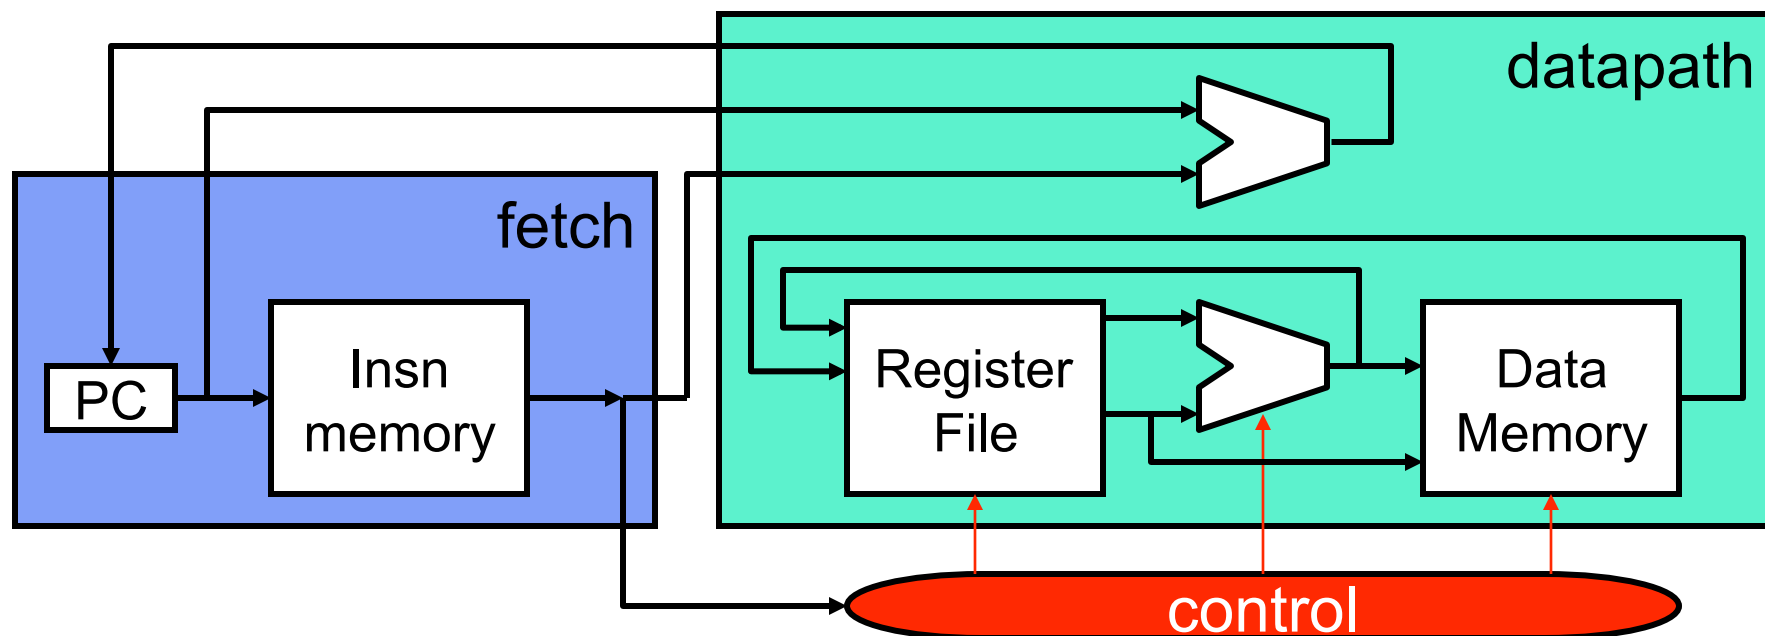 datapath
fetch
PC
Insn
memory
Register
File
Data
Memory
control